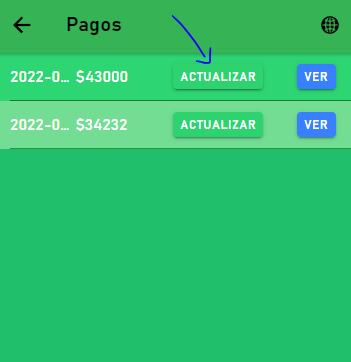 Pagos
2022-0... $43000 ACTUALIZAR VER
2022-0... $34232 ACTUALIZAR VER